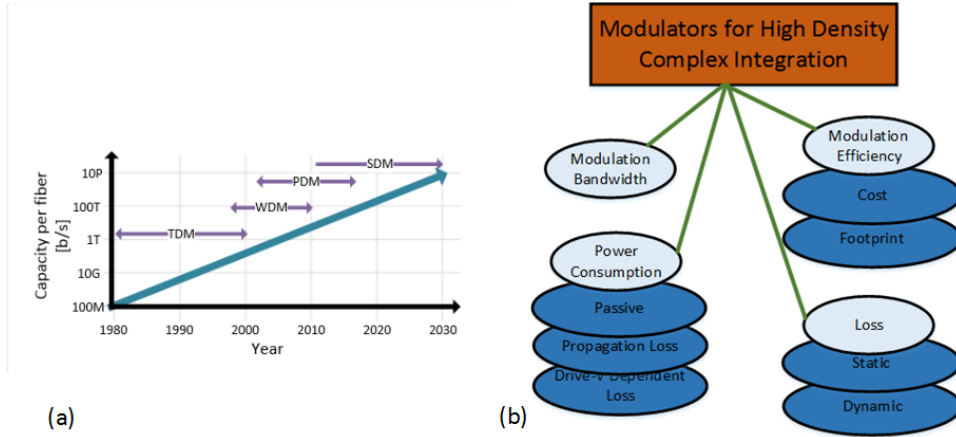 Capacity per fiber
[b/s]
10P
100T
1T
10G
100M
SDM
PDM
WDM
TDM
1980
1990
2000
2010
2020
2030
Year
(a)
Modulators for High Density
Complex Integration
Modulation
Bandwidth
Modulation
Efficiency
Cost
Footprint
Power
Consumption
Passive
Propagation Loss
Drive-V Dependent
Loss
Loss
Static
Dynamic
(b)